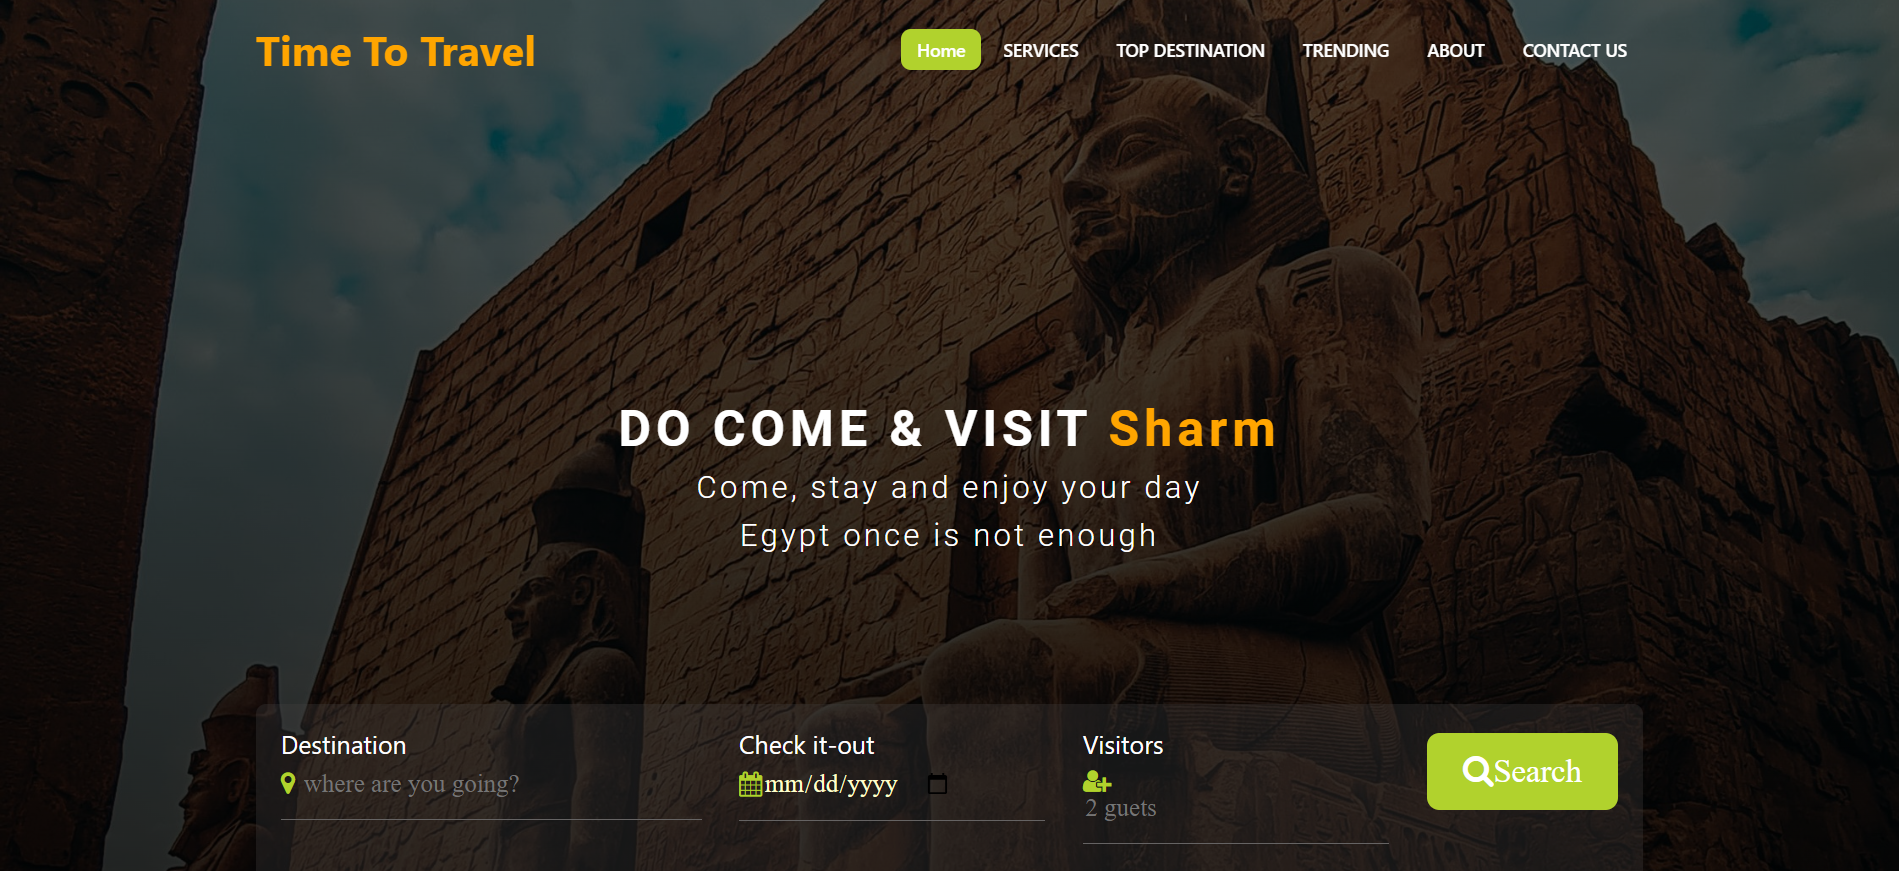 Time To Travel
Home SERVICES TOP DESTINATION TRENDING ABOUT CONTACT US
DO COME & VISIT Sharm
Come, stay and enjoy your day
Egypt once is not enough
Destination
where are you going?
Check it-out
mm/dd/yyyy
Visitors
2 guets
Search